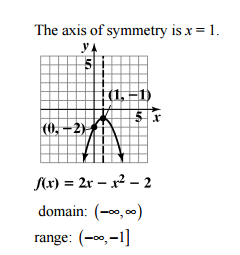 The axis of symmetry is x = 1.
y
5
(1, −1)
5 x
(0, −2)
f(x) = 2x − x² − 2
domain: (−∞, ∞)
range: (−∞, −1]